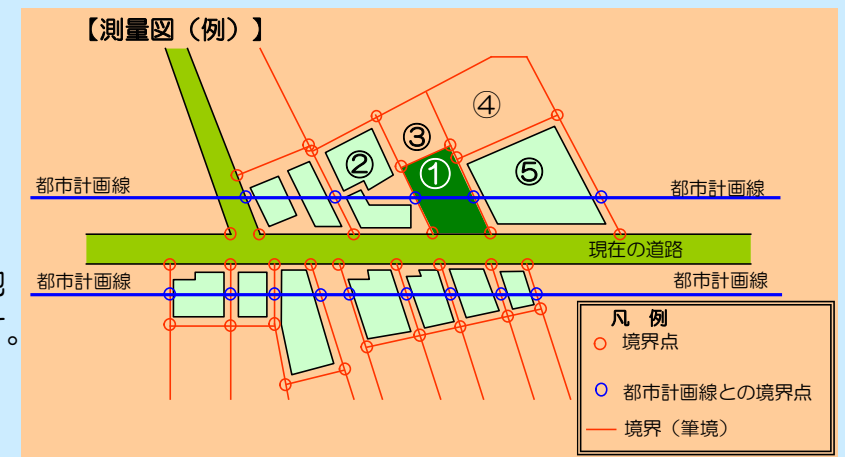 【測量図（例）】
④
③
②
①
⑤
都市計画線
都市計画線
現在の道路
都市計画線
都市計画線
。
凡 例
境界点
都市計画線との境界点
境界（筆境）